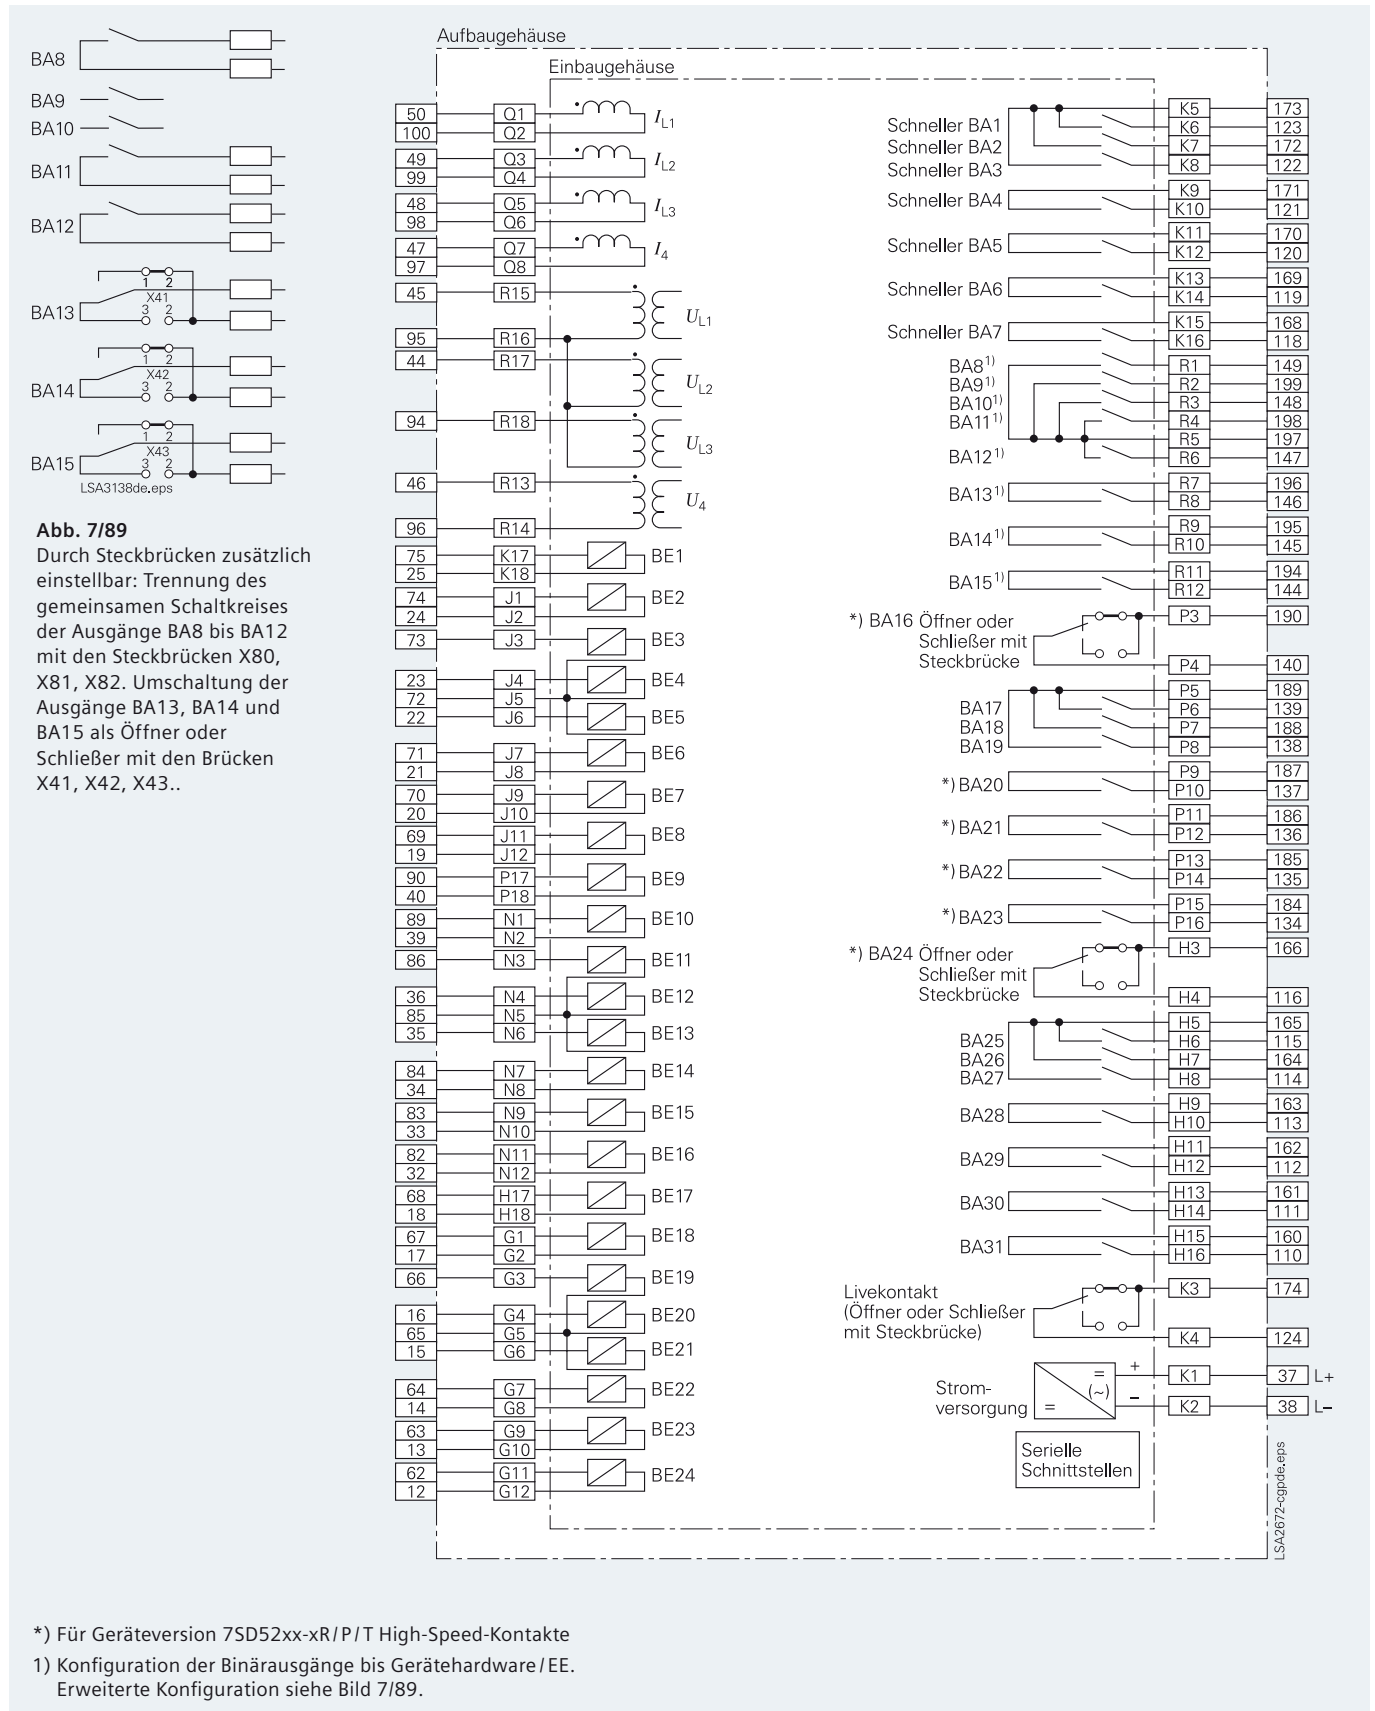 BA8
BA9
BA10
BA11
BA12
1 2
X41
BA13
3 2
1 2
X42
BA14
3 2
1 2
X43
BA15
3 2
LSA3138de.eps
Abb. 7/89
Durch Steckbrücken zusätzlich
einstellbar: Trennung des
gemeinsamen Schaltkreises
der Ausgänge BA8 bis BA12
mit den Steckbrücken X80,
X81, X82. Umschaltung der
Ausgänge BA13, BA14 und
BA15 als Öffner oder
Schließer mit den Brücken
X41, X42, X43..
Aufbaugehäuse
Einbaugehäuse
50 Q1 IL1
100 Q2
49 Q3 IL2
99 Q4
48 Q5 IL3
98 Q6
47 Q7 I4
97 Q8
45 R15 UL1
95 R16
44 R17 UL2
94 R18 UL3
46 R13 U4
96 R14
75 K17 BE1
25 K18
74 J1 BE2
24 J2
73 J3 BE3
23 J4 BE4
72 J5
22 J6 BE5
71 J7 BE6
21 J8
70 J9 BE7
20 J10
69 J11 BE8
19 J12
90 P17 BE9
40 P18
89 N1 BE10
39 N2
86 N3 BE11
36 N4 BE12
85 N5
35 N6 BE13
84 N7 BE14
34 N8
83 N9 BE15
33 N10
82 N11 BE16
32 N12
68 H17 BE17
18 H18
67 G1 BE18
17 G2
66 G3 BE19
16 G4 BE20
65 G5
15 G6 BE21
64 G7 BE22
14 G8
63 G9 BE23
13 G10
62 G11 BE24
12 G12
K5 173
Schneller BA1 K6 123
Schneller BA2 K7 172
Schneller BA3 K8 122
Schneller BA4 K9 171
K10 121
Schneller BA5 K11 170
K12 120
Schneller BA6 K13 169
K14 119
Schneller BA7 K15 168
K16 118
BA8 1) R1 149
BA9 1) R2 199
BA10 1) R3 148
BA11 1) R4 198
R5 197
BA12 1) R6 147
BA13 1) R7 196
R8 146
BA14 1) R9 195
R10 145
BA15 1) R11 194
R12 144
*) BA16 Öffner oder P3 190
Schließer mit
Steckbrücke P4 140
P5 189
BA17 P6 139
BA18 P7 188
BA19 P8 138
*) BA20 P9 187
P10 137
*) BA21 P11 186
P12 136
*) BA22 P13 185
P14 135
*) BA23 P15 184
P16 134
*) BA24 Öffner oder H3 166
Schließer mit
Steckbrücke H4 116
H5 165
BA25 H6 115
BA26 H7 164
BA27 H8 114
BA28 H9 163
H10 113
BA29 H11 162
H12 112
BA30 H13 161
H14 111
BA31 H15 160
H16 110
Livekontakt K3 174
(Öffner oder Schließer
mit Steckbrücke) K4 124
Strom-
versorgung = (~) = + − K1 37 L+
K2 38 L−
Serielle
Schnittstellen
LSA2672-cgpde.eps
*) Für Geräteversion 7SD52xx-xR/P/T High-Speed-Kontakte
1) Konfiguration der Binärausgänge bis Gerätehardware/EE.
Erweiterte Konfiguration siehe Bild 7/89.